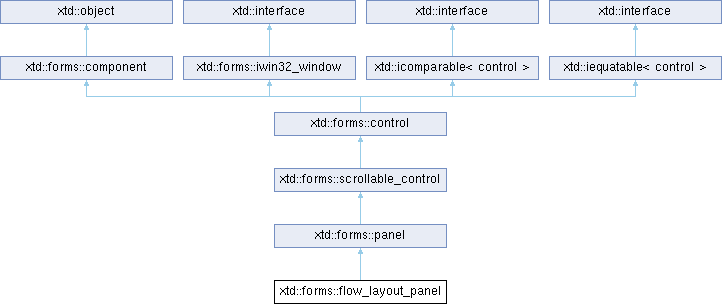 xtd::object
xtd::interface
xtd::interface
xtd::interface
xtd::forms::component
xtd::forms::iwin32_window
xtd::icomparable< control >
xtd::iequatable< control >
xtd::forms::control
xtd::forms::scrollable_control
xtd::forms::panel
xtd::forms::flow_layout_panel